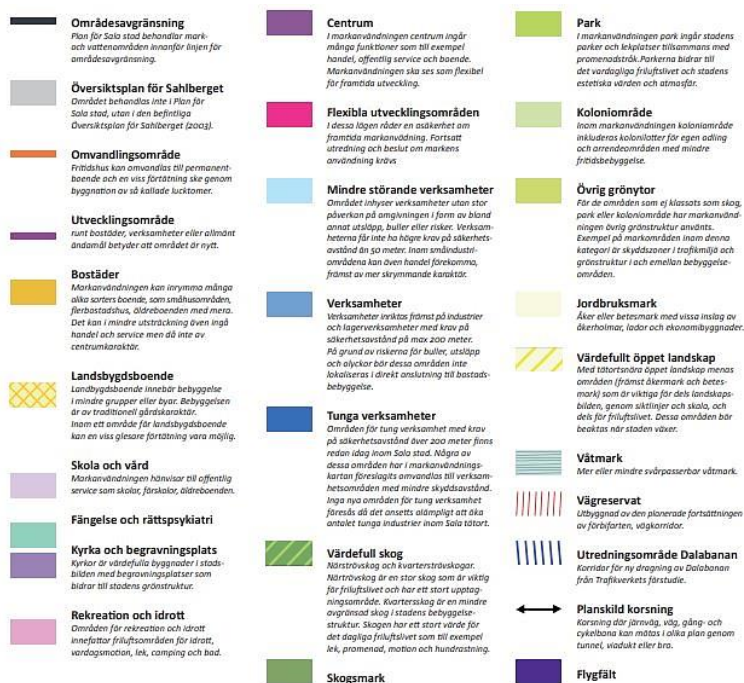 Områdesavgränsning
Plan för Sala stad behandlar mark-
och vattenområden innanför linjen för
områdesavgränsning.
Översiktsplan för Sahlberget
Området behandlas inte i Plan för
Sala stad, utan i den befintliga
Översiktsplan för Sahlberget (2003).
Omvandlingsområde
Fritidshus kan omvandlas till permanent-
boende och en viss förtätning ske genom
byggnation av så kallade lucktomer.
Utvecklingsområde
runt bostäder, verksamheter eller allmänt
ändamål betyder att området är nytt.
Bostäder
Markanvändningen kan inrymma många
olika sorters boende, som småhusområden,
flerbostadshus, äldreboenden med mera.
Det kan i mindre utsträckning även ingå
handel och service men då inte av
centrumkaraktär.
Landsbygdsboende
Landbygdsboende innebär bebyggelse
i mindre grupper eller byar. Bebyggelsen
är av traditionell gårdskaraktär.
Inom ett område för landsbygdsboende
kan en viss glesare förtätning vara möjlig.
Skola och vård
Markanvändningen hänvisar till offentlig
service som skolor, förskolor, äldreboenden.
Fängelse och rättspsykiatri
Kyrka och begravningsplats
Kyrkor är värdefulla byggnader i stads-
bilden med begravningsplatser som
bidrar till stadens grönstruktur.
Rekreation och idrott
Områden för rekreation och idrott
innefattar friluftsområden för idrott,
vardagsmotion, lek, camping och bad.
Centrum
I markanvändningen centrum ingår
många funktioner som till exempel
handel, offentlig service och boende.
Markanvändningen ska ses som flexibel
för framtida utveckling.
Flexibla utvecklingsområden
I dessa lägen råder en osäkerhet om
framtida markanvädning. Fortsatt
utredning och beslut om markens
användning krävs
Mindre störande verksamheter
Området inhyser verksamheter utan stor
påverkan på omgivningen i form av bland
annat utsläpp, buller eller risker. Verksam-
heterna får inte ha högre krav på säkerhets-
avstånd än 50 meter. Inom småindustri-
områdena kan även handel förekomma,
främst av mer skrymmande karaktär.
Verksamheter
Verksamheter inriktas främst på industrier
och lagerverksamheter med krav på
säkerhetsavstånd på max 200 meter.
På grund av riskerna för buller, utsläpp
och olyckor bör dessa områden inte
lokaliseras i direkt anslutning till bostads-
bebyggelse.
Tunga verksamheter
Områden för tung verksamhet med krav
på säkerhetsavstånd över 200 meter finns
redan idag inom Sala stad. Några av
dessa områden har i markanvändnings-
kartan föreslagits omvandlas till verksam-
hetsområden med mindre skyddsavstånd.
Inga nya områden för tung verksamhet
föreslås då det ansetts olämpligt att öka
antalet tunga industrier inom Sala tätort.
Värdefull skog
Närströvskog och kvartersströvskogar.
Närtrövskog är en stor skog som är viktig
för friluftslivet och har ett stort upptag-
ningsområde. Kvartersskog är en mindre
avgränsad skog i stadens bebyggelse-
struktur. Skogen har ett stort värde för
det dagliga friluftslivet som till exempel
lek, promenad, motion och hundrastning.
Skogsmark
Park
I markanvändningen park ingår stadens
parker och lekplatser tillsammans med
promenadstråk. Parkerna bidrar till
det vardagliga friluftslivet och stadens
estetiska värden och atmosfär.
Koloniområde
Inom markanvändningen koloniområde
inkluderas kolonilotter för egen odling
och arrendeområden med mindre
fritidsbebyggelse.
Övrig grönytor
För de områden som ej klassats som skog,
park eller koloniområde har markanvänd-
ningen övrig grönstruktur använts.
Exempel på markområden inom denna
kategori är skyddszoner i trafikmiljö och
grönstruktur i och emellan bebyggelse-
områden.
Jordbruksmark
Åker eller betesmark med vissa inslag av
åkerholmar, lador och ekonomibyggnader.
Värdefullt öppet landskap
Med tätortsnära öppet landskap menas
områden (främst åkermark och betes-
mark) som är viktiga för dels landskaps-
bilden, genom siktlinjer och skala, och
dels för friluftslivet. Dessa områden bör
beaktas när staden växer.
Våtmark
Mer eller mindre svårpasserbar våtmark.
Vägreservat
Utbyggnad av den planerade fortsättningen
av förbifarten, vägkorridor.
Utredningsområde Dalabanan
Korridor för ny dragning av Dalabanan
från Trafikverkets förstudie.
Planskild korsning
Korsning där järnväg, väg, gång- och
cykelbana kan mötas i olika plan genom
tunnel, viadukt eller bro.
Flygfält